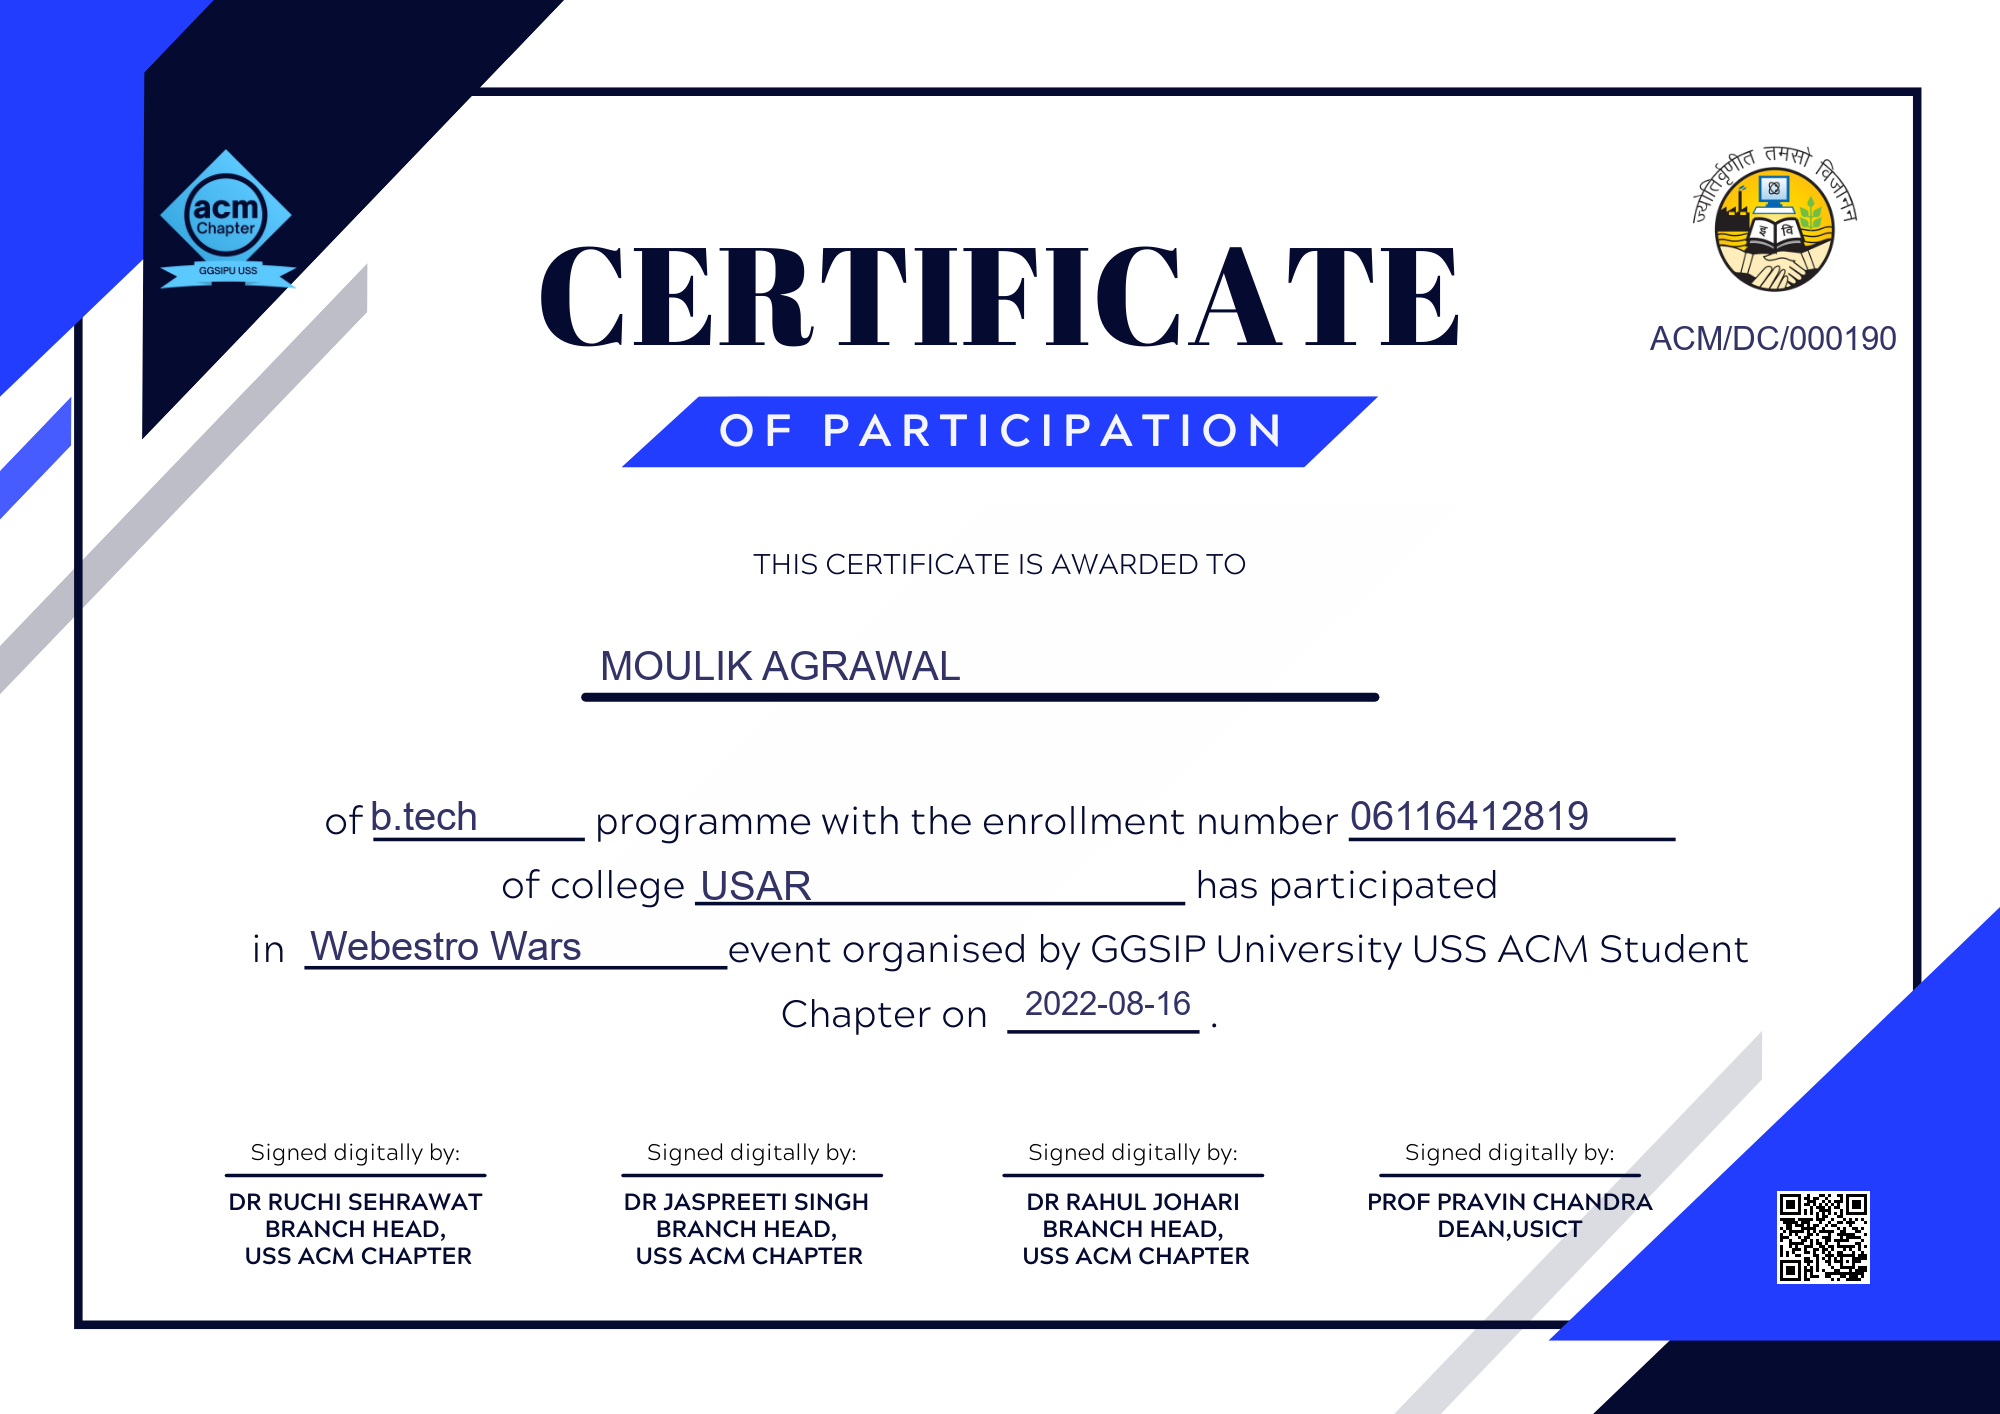 acm
Chapter
GGSIPU USS
ज्योतिर्वृणीत तमसो विजानन
इ वि
ACM/DC/000190
CERTIFICATE
OF PARTICIPATION
THIS CERTIFICATE IS AWARDED TO
MOULIK AGRAWAL
of b.tech programme with the enrollment number 06116412819
of college USAR has participated
in Webestro Wars event organised by GGSIP University USS ACM Student
Chapter on 2022-08-16 .
Signed digitally by:
DR RUCHI SEHRAWAT
BRANCH HEAD,
USS ACM CHAPTER
Signed digitally by:
DR JASPREETI SINGH
BRANCH HEAD,
USS ACM CHAPTER
Signed digitally by:
DR RAHUL JOHARI
BRANCH HEAD,
USS ACM CHAPTER
Signed digitally by:
PROF PRAVIN CHANDRA
DEAN,USICT